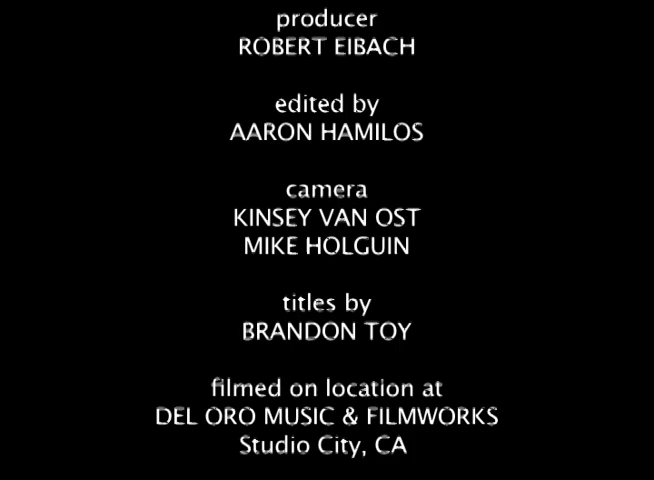 producer
ROBERT EIBACH
edited by
AARON HAMILOS
camera
KINSEY VAN OST
MIKE HOLGUIN
titles by
BRANDON TOY
filmed on location at
DEL ORO MUSIC & FILMWORKS
Studio City, CA